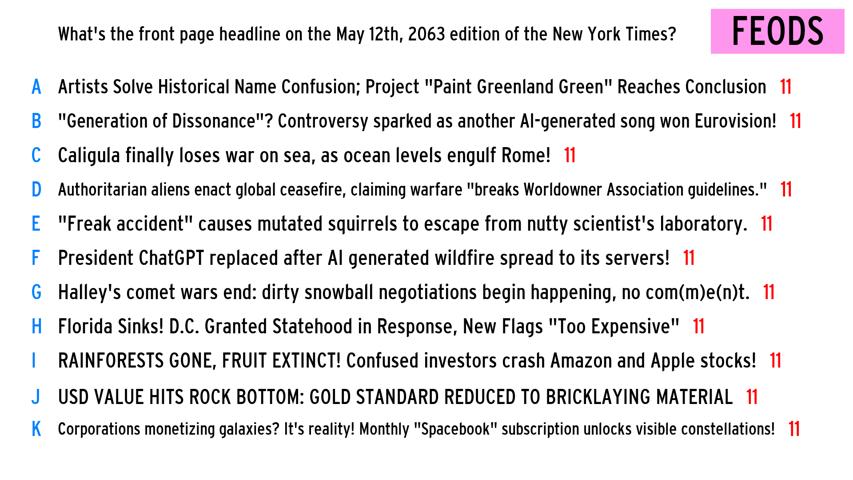 What's the front page headline on the May 12th, 2063 edition of the New York Times?
FEODS
A Artists Solve Historical Name Confusion; Project "Paint Greenland Green" Reaches Conclusion 11
B "Generation of Dissonance"? Controversy sparked as another AI-generated song won Eurovision! 11
C Caligula finally loses war on sea, as ocean levels engulf Rome! 11
D Authoritarian aliens enact global ceasefire, claiming warfare "breaks Worldowner Association guidelines." 11
E "Freak accident" causes mutated squirrels to escape from nutty scientist's laboratory. 11
F President ChatGPT replaced after AI generated wildfire spread to its servers! 11
G Halley's comet wars end: dirty snowball negotiations begin happening, no com(m)e(n)t. 11
H Florida Sinks! D.C. Granted Statehood in Response, New Flags "Too Expensive" 11
I RAINFORESTS GONE, FRUIT EXTINCT! Confused investors crash Amazon and Apple stocks! 11
J USD VALUE HITS ROCK BOTTOM: GOLD STANDARD REDUCED TO BRICKLAYING MATERIAL 11
K Corporations monetizing galaxies? It's reality! Monthly "Spacebook" subscription unlocks visible constellations! 11